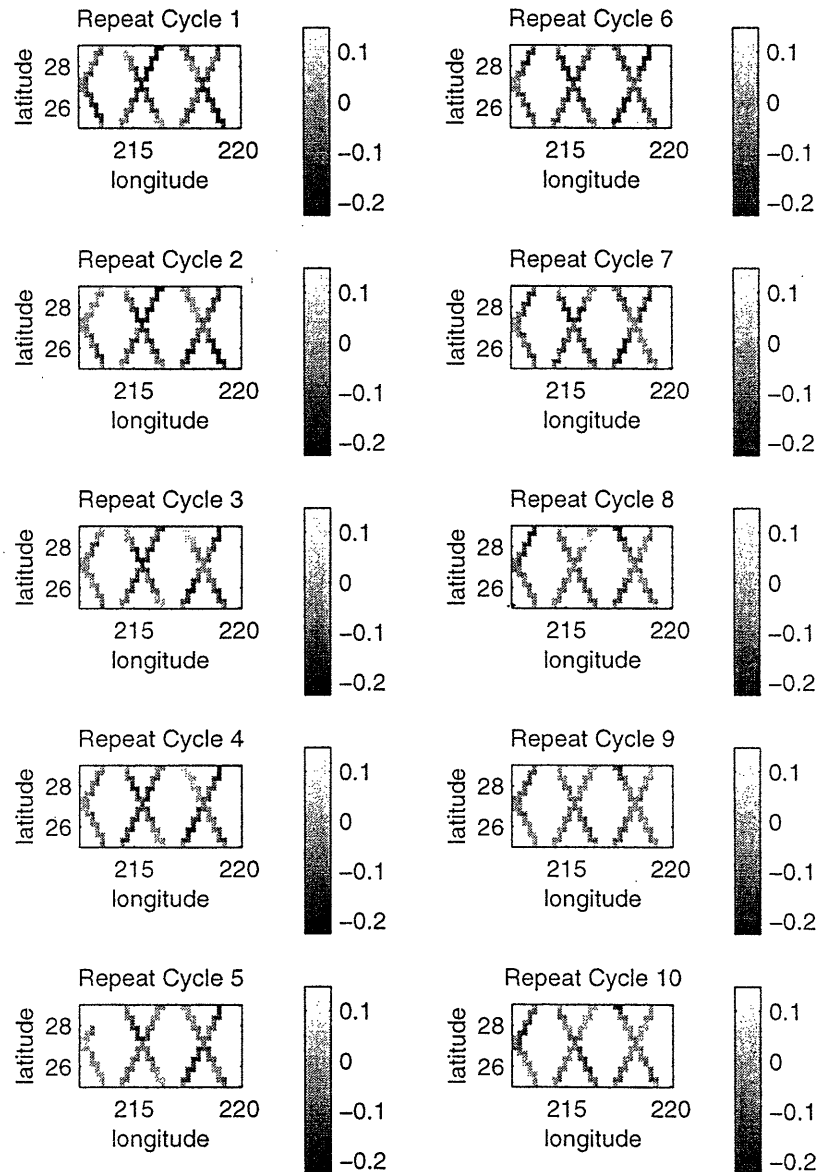 Repeat Cycle 1
latitude
28
26
215
220
longitude
0.1
0
−0.1
−0.2
Repeat Cycle 6
latitude
28
26
215
220
longitude
0.1
0
−0.1
−0.2
Repeat Cycle 2
latitude
28
26
215
220
longitude
0.1
0
−0.1
−0.2
Repeat Cycle 7
latitude
28
26
215
220
longitude
0.1
0
−0.1
−0.2
Repeat Cycle 3
latitude
28
26
215
220
longitude
0.1
0
−0.1
−0.2
Repeat Cycle 8
latitude
28
26
215
220
longitude
0.1
0
−0.1
−0.2
Repeat Cycle 4
latitude
28
26
215
220
longitude
0.1
0
−0.1
−0.2
Repeat Cycle 9
latitude
28
26
215
220
longitude
0.1
0
−0.1
−0.2
Repeat Cycle 5
latitude
28
26
215
220
longitude
0.1
0
−0.1
−0.2
Repeat Cycle 10
latitude
28
26
215
220
longitude
0.1
0
−0.1
−0.2